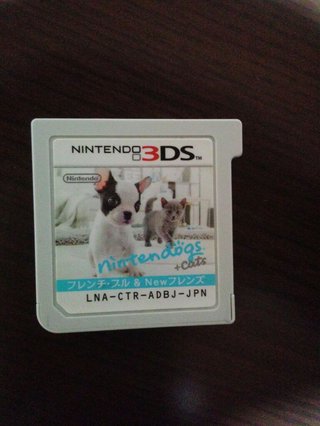 NINTENDO 3DS™
Nintendo
nintendogs
+cats
フレンチ・ブル & Newフレンズ
LNA-CTR-ADBJ-JPN